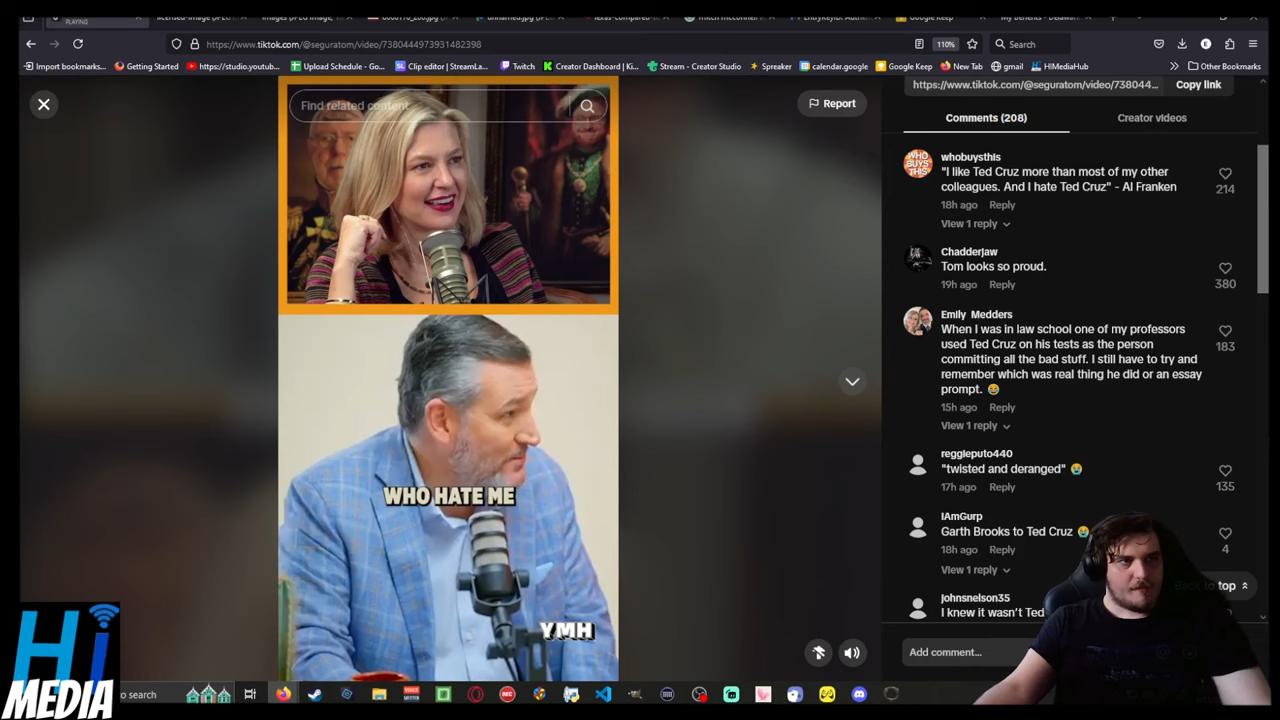 PLAYING
https://www.tiktok.com/@seguratom/video/7380444973931482398
110%
Search
Import bookmarks...
Getting Started
https://studio.youtub...
Upload Schedule - Go...
Clip editor | StreamLa...
Twitch
Creator Dashboard | Ki...
Stream - Creator Studio
Spreaker
calendar.google
Google Keep
New Tab
gmail
HiMediaHub
Other Bookmarks
Find related content
Report
WHO HATE ME
YMH
https://www.tiktok.com/@seguratom/video/738044...
Copy link
Comments (208)
Creator videos
WHO BUYS THIS
whobuysthis
"I like Ted Cruz more than most of my other
colleagues. And I hate Ted Cruz" - Al Franken
214
18h ago
Reply
View 1 reply
Chadderjaw
Tom looks so proud.
380
19h ago
Reply
Emily Medders
When I was in law school one of my professors
used Ted Cruz on his tests as the person
committing all the bad stuff. I still have to try and
remember which was real thing he did or an essay
prompt. 😂
183
15h ago
Reply
View 1 reply
reggieputo440
"twisted and deranged" 😭
135
17h ago
Reply
IAmGurp
Garth Brooks to Ted Cruz 😭
4
18h ago
Reply
View 1 reply
Back to top
johnsnelson35
I knew it wasn't Ted
Add comment...
Hi
MEDIA
o search
REC